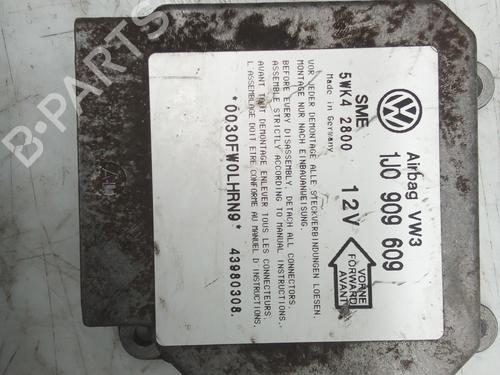 Airbag VW3
1J0 909 609
SME
5WK4 2800 12V
Made in Germany
VORNE
FORWARD
AVANT
VOR JEDER DEMONTAGE ALLE STECKVERBINDUNGEN LOESEN.
MONTAGE NUR NACH EINBAUANWEISUNG.
BEFORE EVERY DISASSEMBLY, DETACH ALL CONNECTORS.
ASSEMBLE STRICTLY ACCORDING TO MANUAL INSTRUCTIONS.
AVANT TOUT DEMONTAGE ENLEVER TOUS LES CONNECTEURS.
L'ASSEMBLAGE DOIT ETRE CONFORME AU MANUEL D'INSTRUCTIONS.
*0030FW0LHRN9* 43980308.
B-PARTS